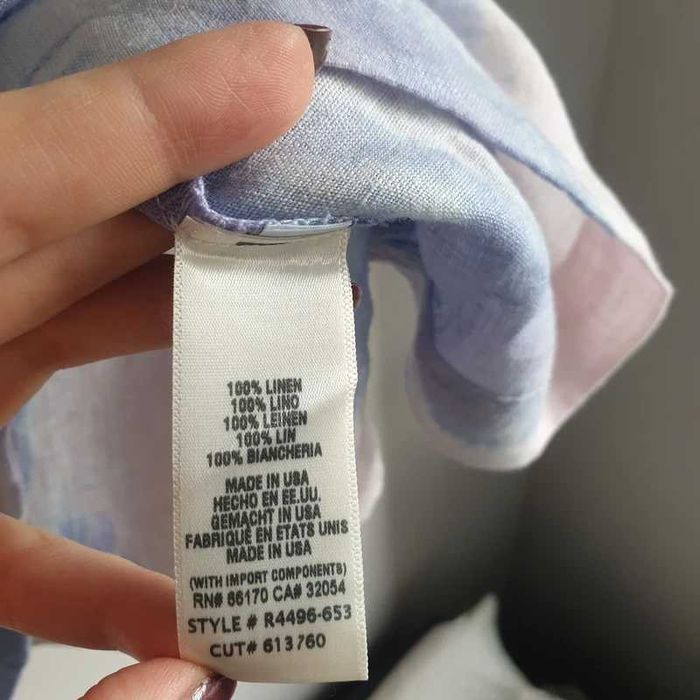 100% LINEN
100% LINO
100% LEINEN
100% LIN
100% BIANCHERIA
MADE IN USA
HECHO EN EE.UU.
GEMACHT IN USA
FABRIQUÉ EN ETATS UNIS
MADE IN USA
(WITH IMPORT COMPONENTS)
RN# 66170 CA# 32054
STYLE # R4496-653
CUT# 613760